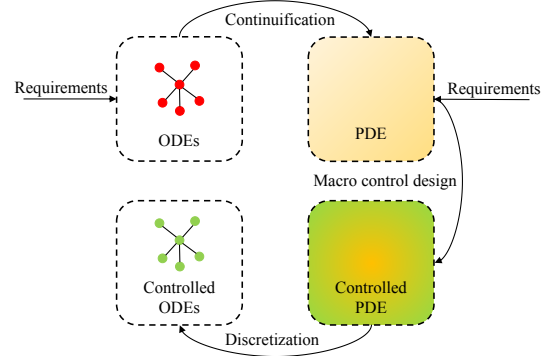 Continuification
Requirements
Requirements
ODEs
PDE
Macro control design
Controlled
ODEs
Controlled
PDE
Discretization